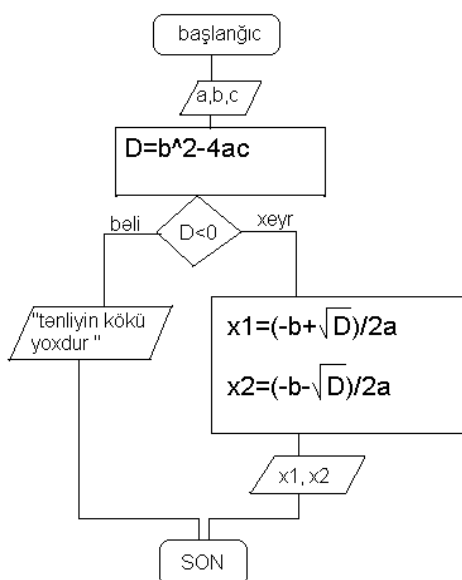 başlanğıc
a,b,c
D=b^2-4ac
bəli
D<0
xeyr
"tənliyin kökü
yoxdur "
x1=(-b+√D)/2a
x2=(-b-√D)/2a
x1, x2
SON